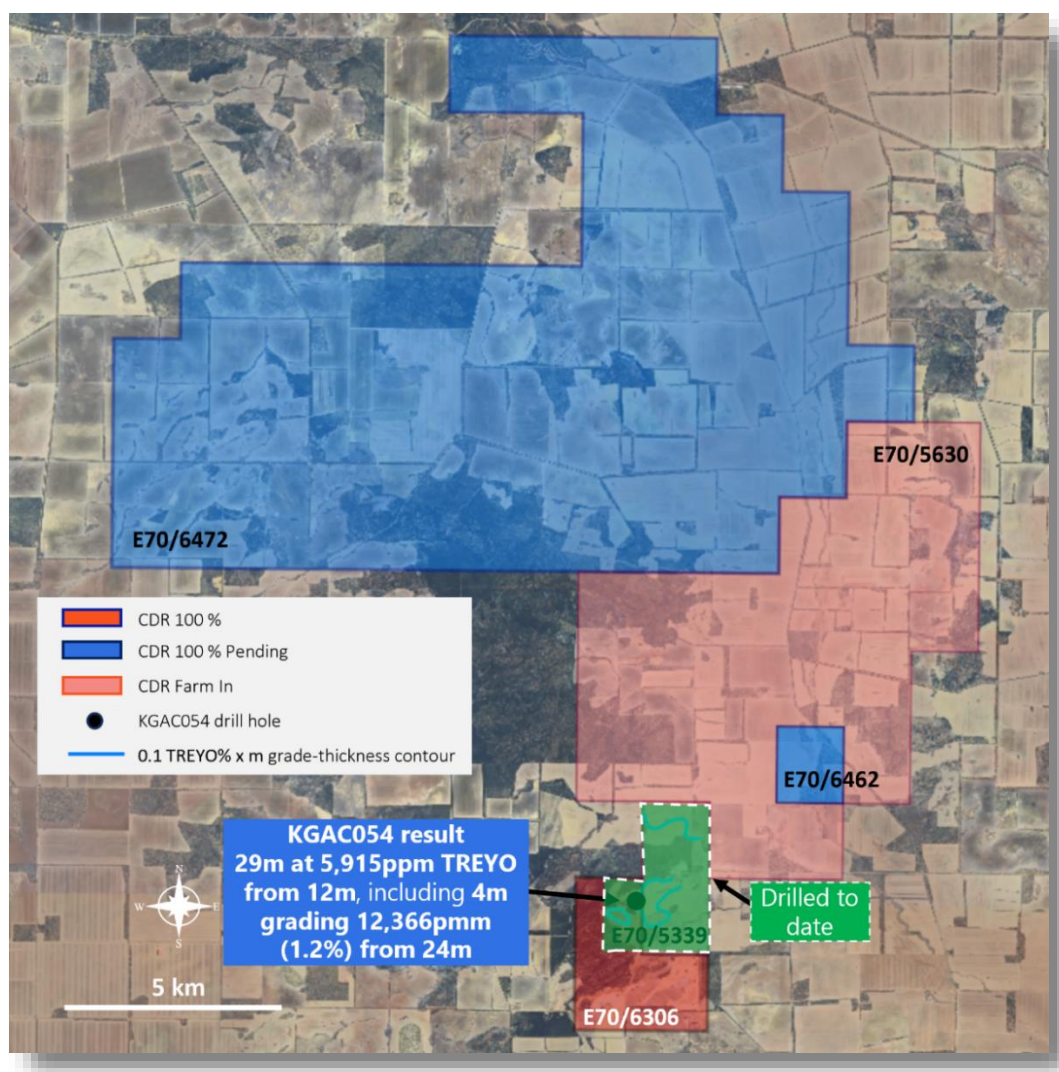 E70/5630
E70/6472
CDR 100 %
CDR 100 % Pending
CDR Farm In
KGAC054 drill hole
0.1 TREYO% x m grade-thickness contour
E70/6462
KGAC054 result
29m at 5,915ppm TREYO
from 12m, including 4m
grading 12,366pmm
(1.2%) from 24m
Drilled to
date
E70/5339
N
W
E
S
5 km
E70/6306